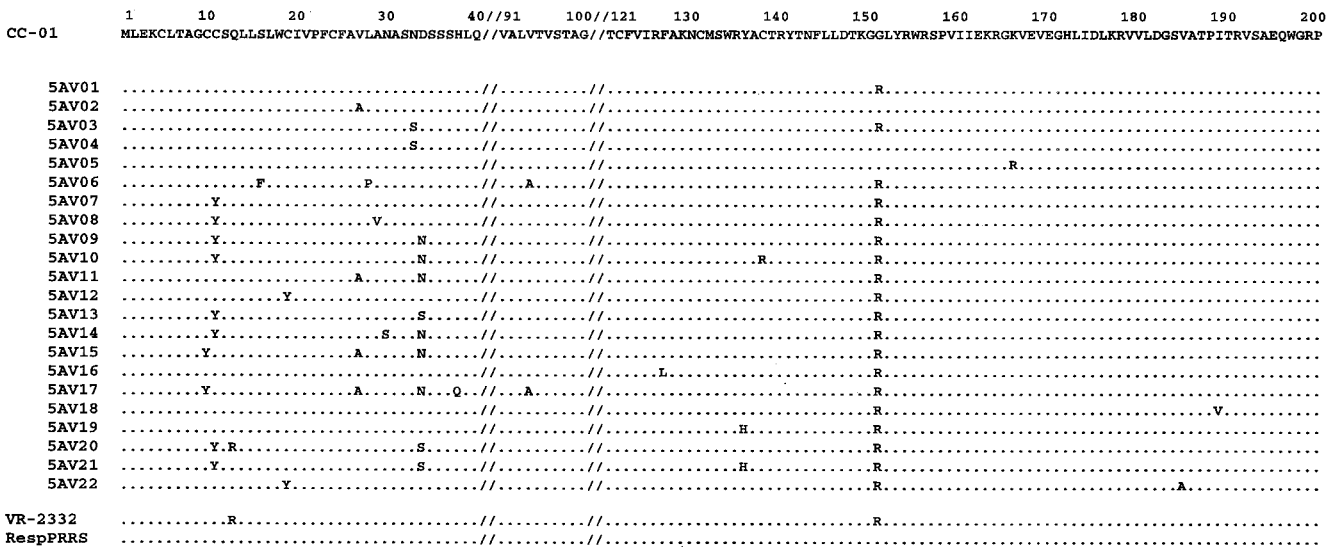 1 10 20 30 40//91 100//121 130 140 150 160 170 180 190 200
CC-01 MLEKCLTAGCCSQLLSLWCIVPFCFAVLANASNDSSSHLQ//VALVTVSTAG//TCFVIRFAKNCMSWRYACTRYTNFLLDTKGGLYRWRSPVIIEKRGKVEVEGHLIDLKRVVLDGSVATPITRVSAEQWGRP
5AV01 ........................................//..........//..............................R.................................................
5AV02 ..........................A.............//..........//................................................................................
5AV03 ................................S.......//..........//..............................R.................................................
5AV04 ................................S.......//..........//................................................................................
5AV05 ........................................//..........//.............................................R..................................
5AV06 ...............F...........P............//...A......//..............................R.................................................
5AV07 ..........Y.............................//..........//..............................R.................................................
5AV08 ..........Y.................V...........//..........//..............................R.................................................
5AV09 ..........Y......................N......//..........//..............................R.................................................
5AV10 ..........Y......................N......//..........//.................R............R.................................................
5AV11 ..........................A......N......//..........//..............................R.................................................
5AV12 ..................Y.....................//..........//..............................R.................................................
5AV13 ..........Y......................S......//..........//..............................R.................................................
5AV14 ..........Y..................S...N......//..........//..............................R.................................................
5AV15 .........Y................A......N......//..........//..............................R.................................................
5AV16 ........................................//..........//......L.......................R.................................................
5AV17 .........Y................A......N...Q..//...A......//..............................R.................................................
5AV18 ........................................//..........//..............................R.....................................V...........
5AV19 ........................................//..........//...............H..............R.................................................
5AV20 ..........Y.R....................S......//..........//..............................R.................................................
5AV21 ..........Y......................S......//..........//...............H..............R.................................................
5AV22 ..................Y.....................//..........//..............................R.................................A...............
VR-2332 ............R...........................//..........//..............................R.................................................
RespPRRS ........................................//..........//................................................................................